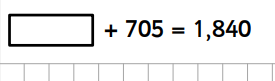 + 705 = 1,840